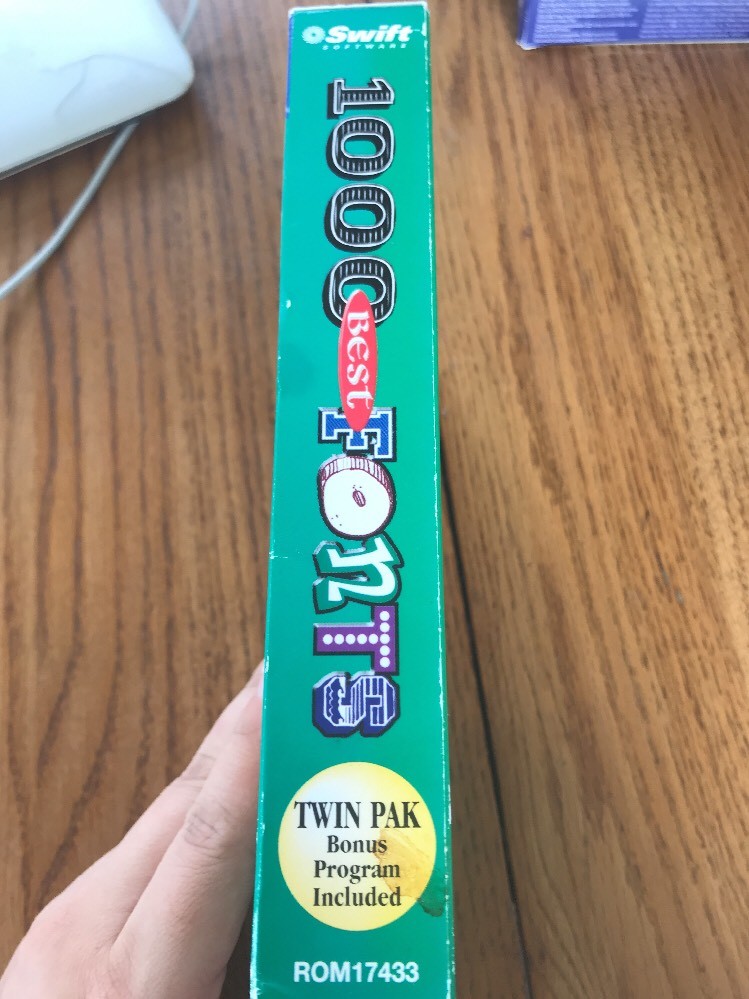 Swift
SOFTWARE
1000
Best
FonTS
TWIN PAK
Bonus
Program
Included
ROM17433